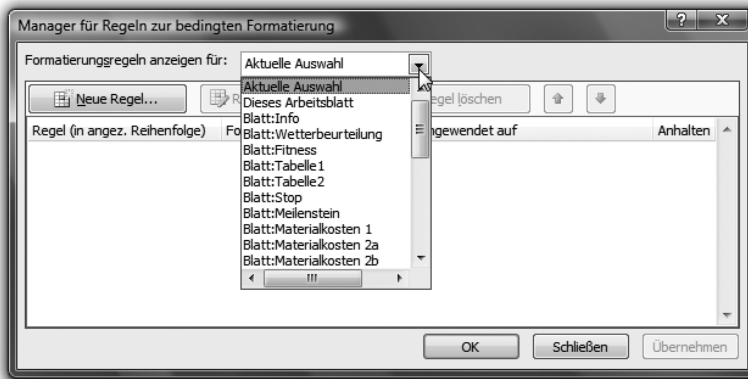 Manager für Regeln zur bedingten Formatierung
Formatierungsregeln anzeigen für: Aktuelle Auswahl
Neue Regel... R egel löschen
Regel (in angez. Reihenfolge) Fo ngewendet auf Anhalten
Aktuelle Auswahl
Dieses Arbeitsblatt
Blatt:Info
Blatt:Wetterbeurteilung
Blatt:Fitness
Blatt:Tabelle1
Blatt:Tabelle2
Blatt:Stop
Blatt:Meilenstein
Blatt:Materialkosten 1
Blatt:Materialkosten 2a
Blatt:Materialkosten 2b
OK Schließen Übernehmen